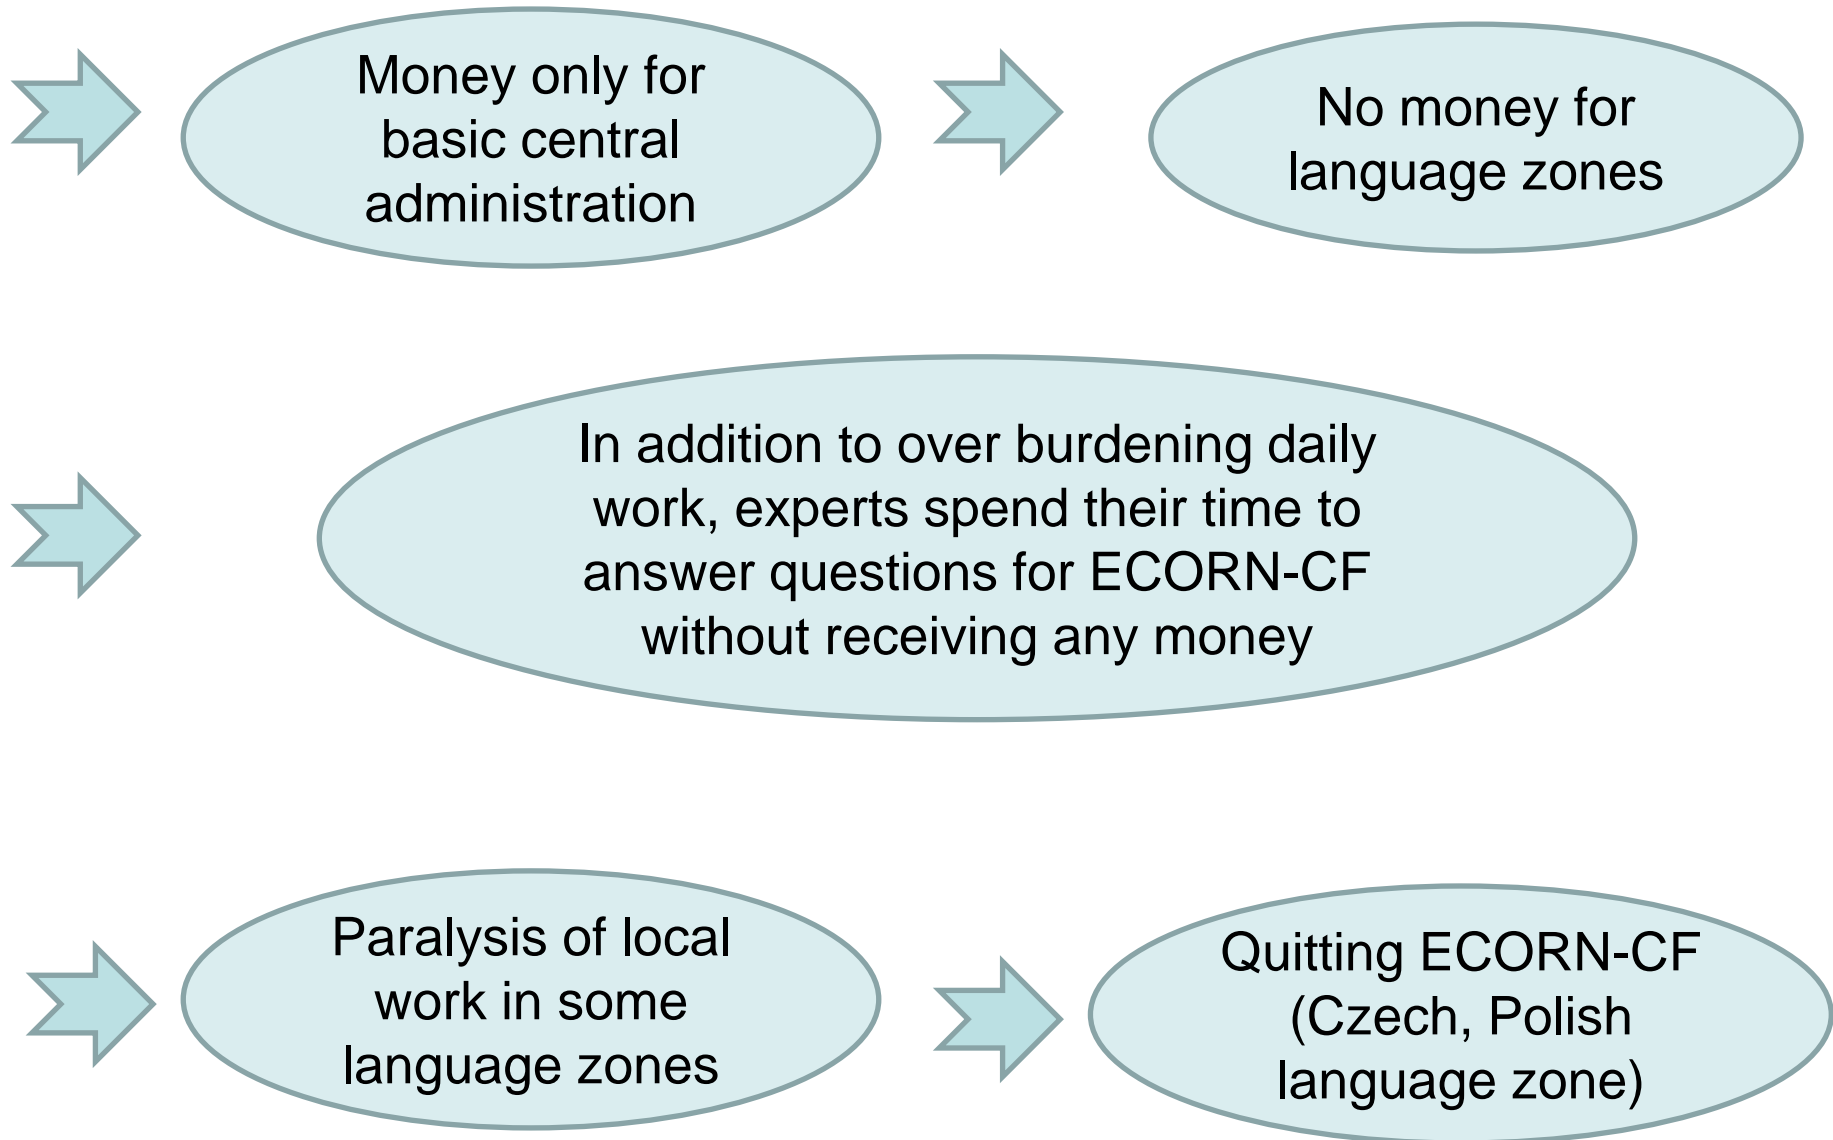 Money only for
basic central
administration
No money for
language zones
In addition to over burdening daily
work, experts spend their time to
answer questions for ECORN-CF
without receiving any money
Paralysis of local
work in some
language zones
Quitting ECORN-CF
(Czech, Polish
language zone)